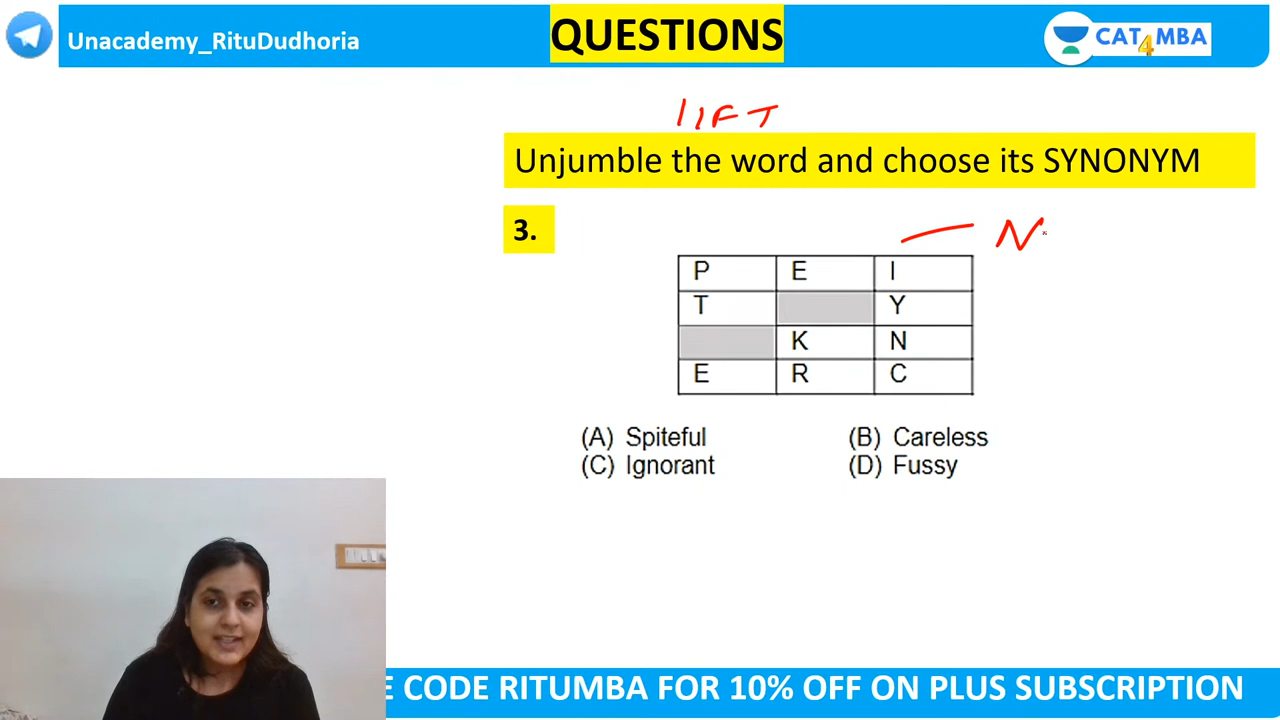 Unacademy_RituDudhoria
QUESTIONS
CAT4MBA
IIFT
Unjumble the word and choose its SYNONYM
3.
N
P E I
T Y
K N
E R C
(A) Spiteful (B) Careless
(C) Ignorant (D) Fussy
E CODE RITUMBA FOR 10% OFF ON PLUS SUBSCRIPTION